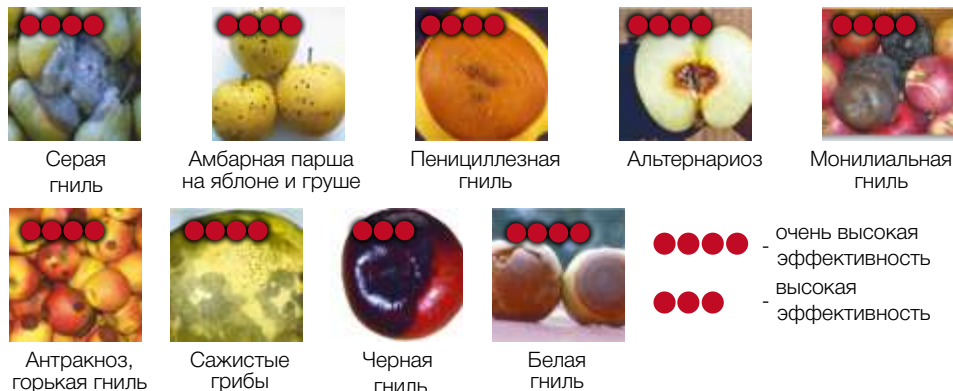 Серая
гниль
Амбарная парша
на яблоне и груше
Пенициллезная
гниль
Альтернариоз
Монилиальная
гниль
Антракноз,
горькая гниль
Сажистые
грибы
Черная
гниль
Белая
гниль
- очень высокая
эффективность
- высокая
эффективность